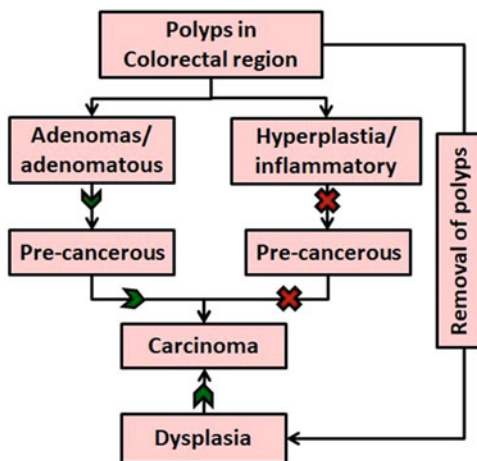 Polyps in
Colorectal region
Adenomas/
adenomatous
Hyperplastia/
inflammatory
Removal of polyps
Pre-cancerous
Pre-cancerous
Carcinoma
Dysplasia